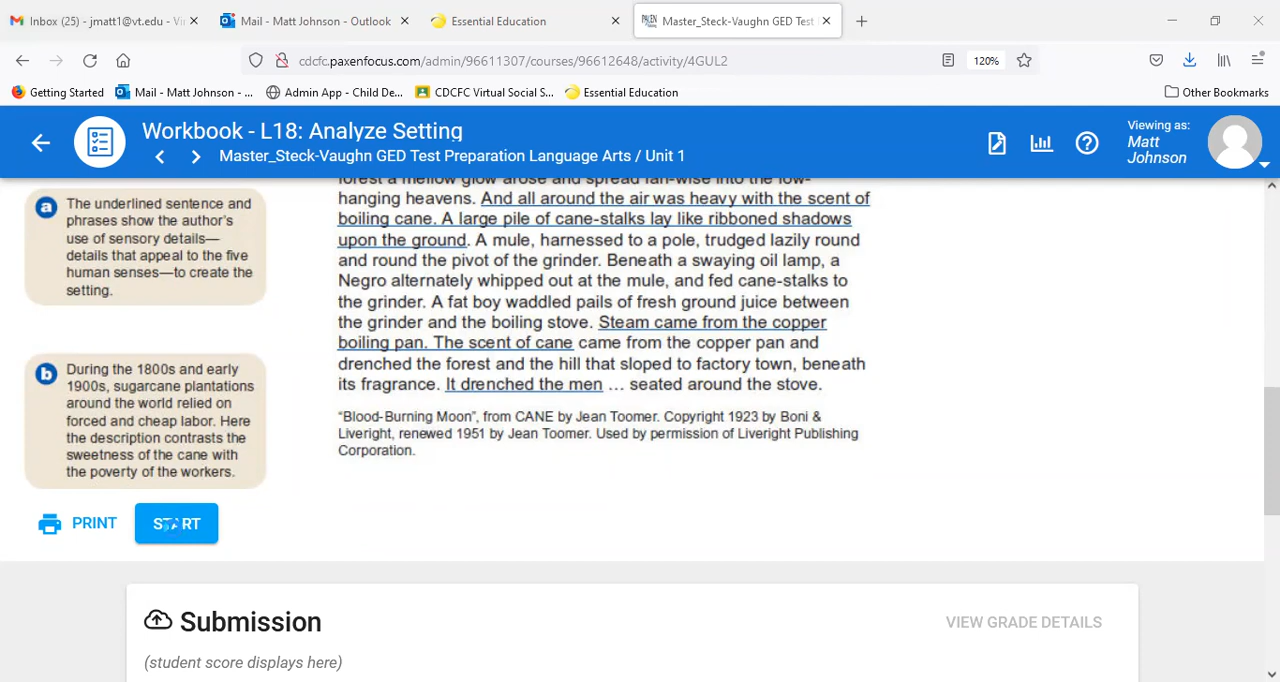 Inbox (25) - jmatt1@vt.edu - Vi
Mail - Matt Johnson - Outlook
Essential Education
Master_Steck-Vaughn GED Test
cdcfc.paxenfocus.com/admin/96611307/courses/96612648/activity/4GUL2
120%
Getting Started
Mail - Matt Johnson - ...
Admin App - Child De...
CDCFC Virtual Social S...
Essential Education
Other Bookmarks
Workbook - L18: Analyze Setting
Master_Steck-Vaughn GED Test Preparation Language Arts / Unit 1
Viewing as:
Matt
Johnson
a
The underlined sentence and
phrases show the author's
use of sensory details—
details that appeal to the five
human senses—to create the
setting.
b
During the 1800s and early
1900s, sugarcane plantations
around the world relied on
forced and cheap labor. Here
the description contrasts the
sweetness of the cane with
the poverty of the workers.
forest a mellow glow arose and spread fan-wise into the low-
hanging heavens. And all around the air was heavy with the scent of
boiling cane. A large pile of cane-stalks lay like ribboned shadows
upon the ground. A mule, harnessed to a pole, trudged lazily round
and round the pivot of the grinder. Beneath a swaying oil lamp, a
Negro alternately whipped out at the mule, and fed cane-stalks to
the grinder. A fat boy waddled pails of fresh ground juice between
the grinder and the boiling stove. Steam came from the copper
boiling pan. The scent of cane came from the copper pan and
drenched the forest and the hill that sloped to factory town, beneath
its fragrance. It drenched the men ... seated around the stove.
“Blood-Burning Moon”, from CANE by Jean Toomer. Copyright 1923 by Boni &
Liveright, renewed 1951 by Jean Toomer. Used by permission of Liveright Publishing
Corporation.
PRINT
START
Submission
VIEW GRADE DETAILS
(student score displays here)